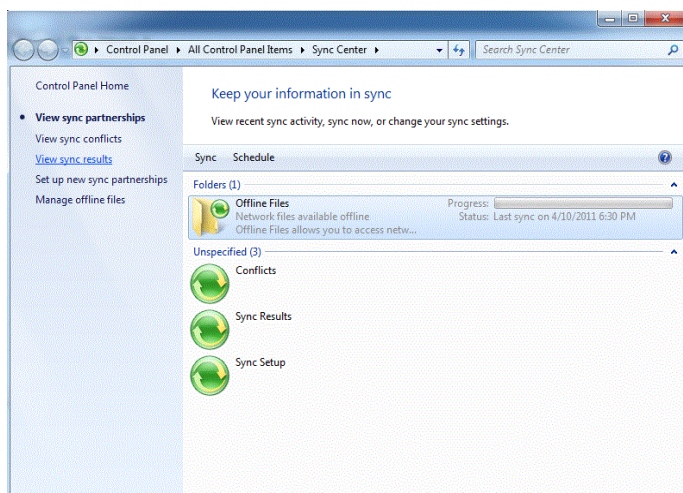 Control Panel ▸ All Control Panel Items ▸ Sync Center ▸
Search Sync Center
Control Panel Home
View sync partnerships
View sync conflicts
View sync results
Set up new sync partnerships
Manage offline files
Keep your information in sync
View recent sync activity, sync now, or change your sync settings.
Sync Schedule
Folders (1)
Offline Files
Network files available offline
Offline Files allows you to access netw...
Progress:
Status: Last sync on 4/10/2011 6:30 PM
Unspecified (3)
Conflicts
Sync Results
Sync Setup